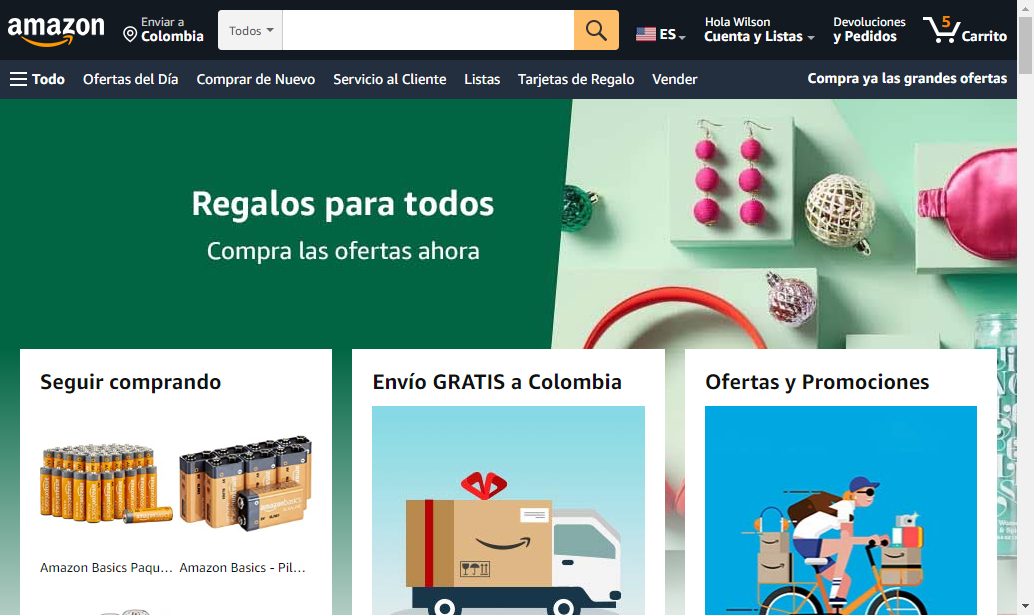 amazon
Enviar a
Colombia
Todos
ES
Hola Wilson
Cuenta y Listas
Devoluciones
y Pedidos
5
Carrito
Todo
Ofertas del Día
Comprar de Nuevo
Servicio al Cliente
Listas
Tarjetas de Regalo
Vender
Compra ya las grandes ofertas
Regalos para todos
Compra las ofertas ahora
Seguir comprando
Envío GRATIS a Colombia
Ofertas y Promociones
amazonbasics
Amazon Basics Paqu...
Amazon Basics - Pil...